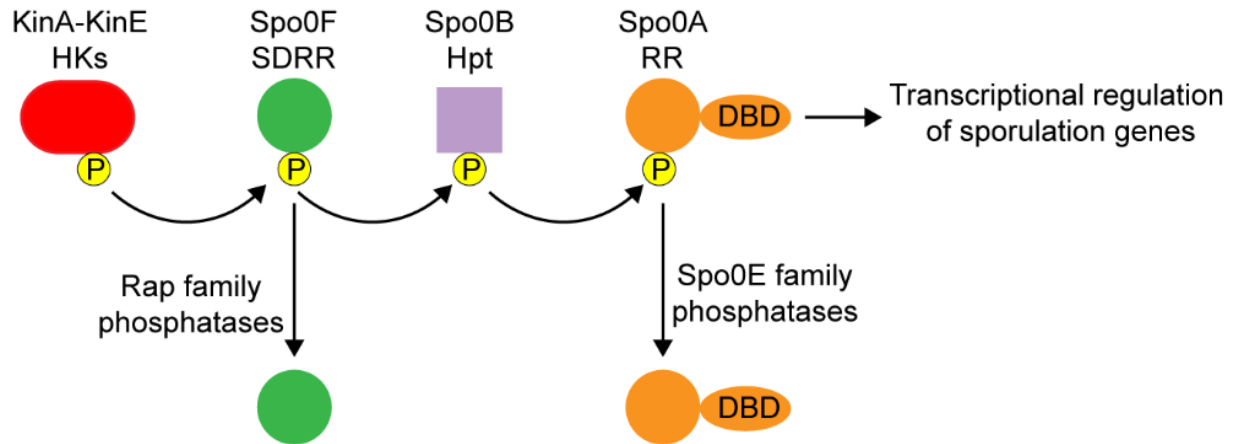 KinA-KinE
HKs
Spo0F
SDRR
Spo0B
Hpt
Spo0A
RR
DBD
Transcriptional regulation
of sporulation genes
P
P
P
P
Rap family
phosphatases
Spo0E family
phosphatases
DBD